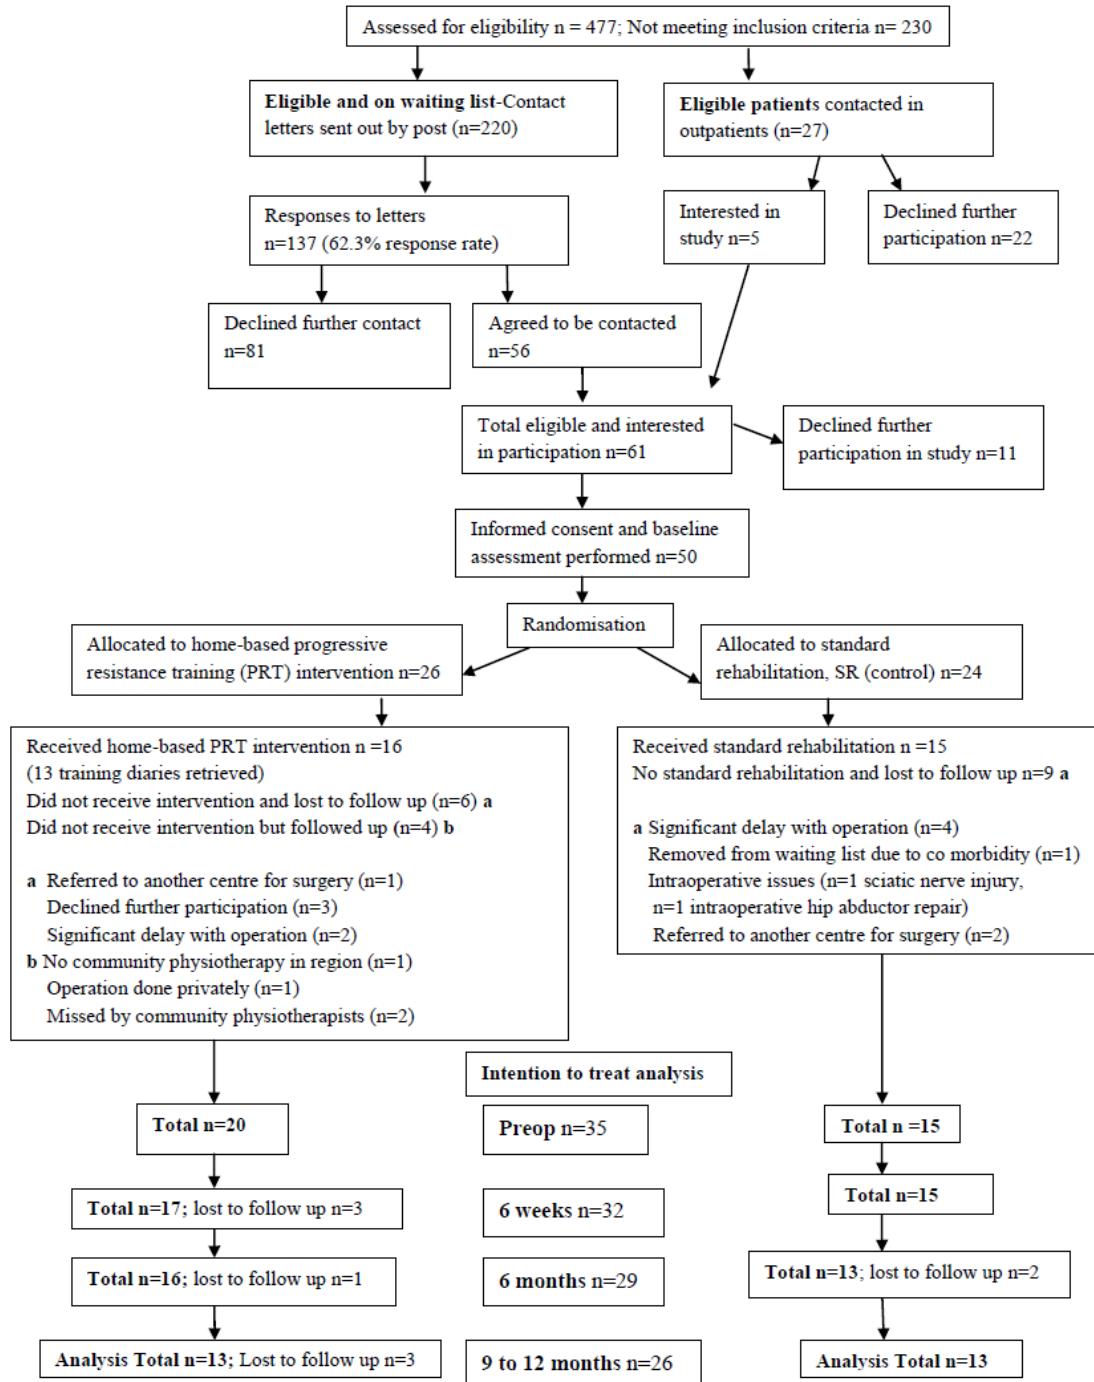 Assessed for eligibility n = 477; Not meeting inclusion criteria n= 230
Eligible and on waiting list-Contact
letters sent out by post (n=220)
Eligible patients contacted in
outpatients (n=27)
Responses to letters
n=137 (62.3% response rate)
Interested in
study n=5
Declined further
participation n=22
Declined further contact
n=81
Agreed to be contacted
n=56
Total eligible and interested
in participation n=61
Declined further
participation in study n=11
Informed consent and baseline
assessment performed n=50
Randomisation
Allocated to home-based progressive
resistance training (PRT) intervention n=26
Allocated to standard
rehabilitation, SR (control) n=24
Received home-based PRT intervention n =16
(13 training diaries retrieved)
Did not receive intervention and lost to follow up (n=6) a
Did not receive intervention but followed up (n=4) b
a Referred to another centre for surgery (n=1)
Declined further participation (n=3)
Significant delay with operation (n=2)
b No community physiotherapy in region (n=1)
Operation done privately (n=1)
Missed by community physiotherapists (n=2)
Received standard rehabilitation n =15
No standard rehabilitation and lost to follow up n=9 a
a Significant delay with operation (n=4)
Removed from waiting list due to co morbidity (n=1)
Intraoperative issues (n=1 sciatic nerve injury,
n=1 intraoperative hip abductor repair)
Referred to another centre for surgery (n=2)
Intention to treat analysis
Total n=20
Preop n=35
Total n =15
Total n=17; lost to follow up n=3
6 weeks n=32
Total n=15
Total n=16; lost to follow up n=1
6 months n=29
Total n=13; lost to follow up n=2
Analysis Total n=13; Lost to follow up n=3
9 to 12 months n=26
Analysis Total n=13